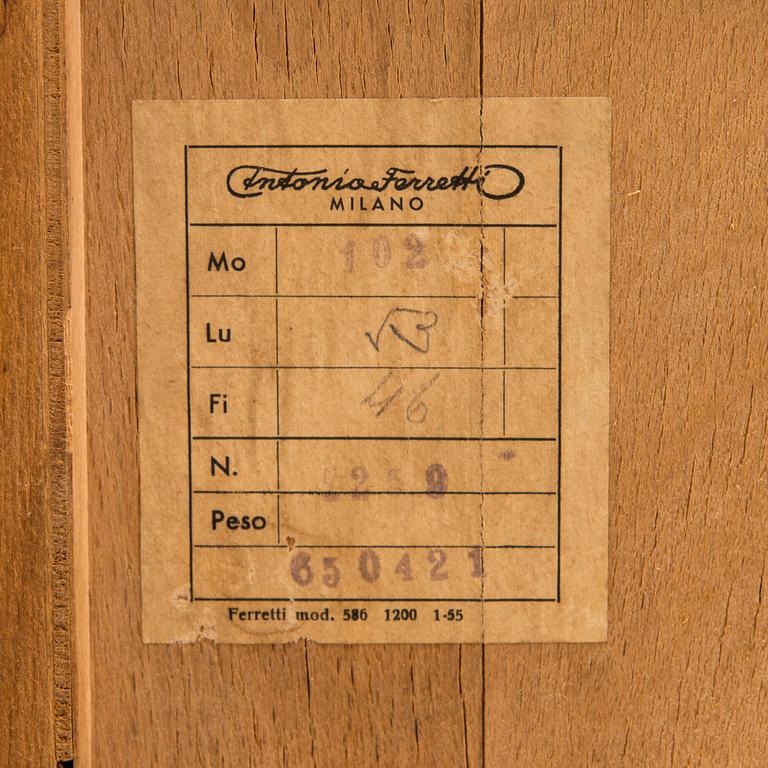 Antonio Ferretti
MILANO
Mo 102
Lu
Fi 46
N.
Peso
650421
Ferretti mod. 586 1200 1-55